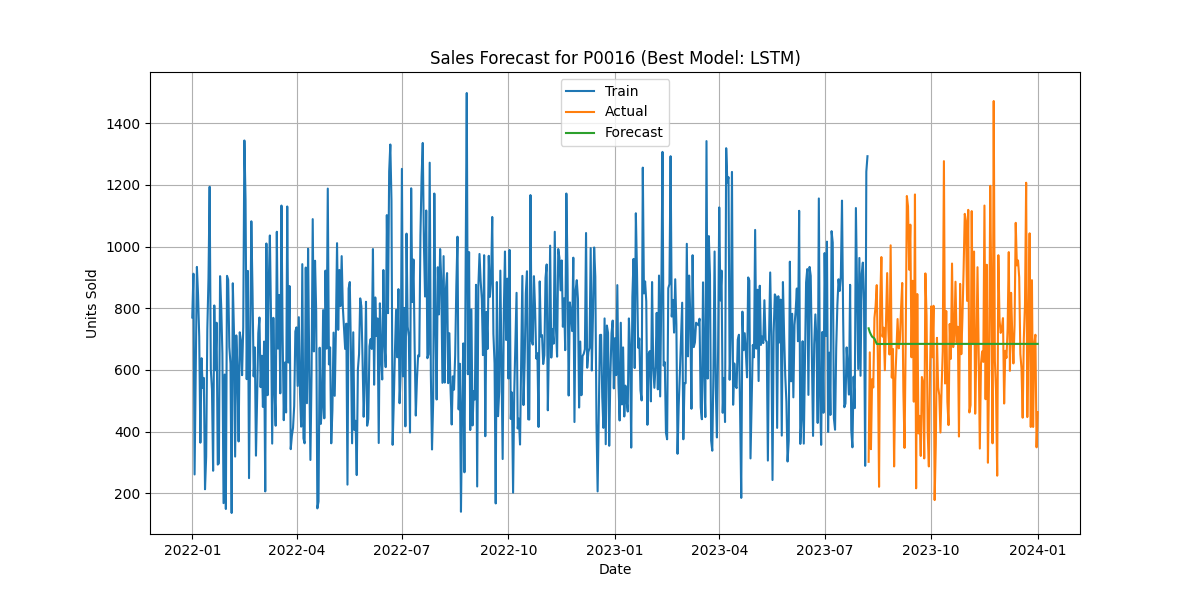 Sales Forecast for P0016 (Best Model: LSTM)
Train
Actual
Forecast
Units Sold
1400
1200
1000
800
600
400
200
2022-01 2022-04 2022-07 2022-10 2023-01 2023-04 2023-07 2023-10 2024-01
Date